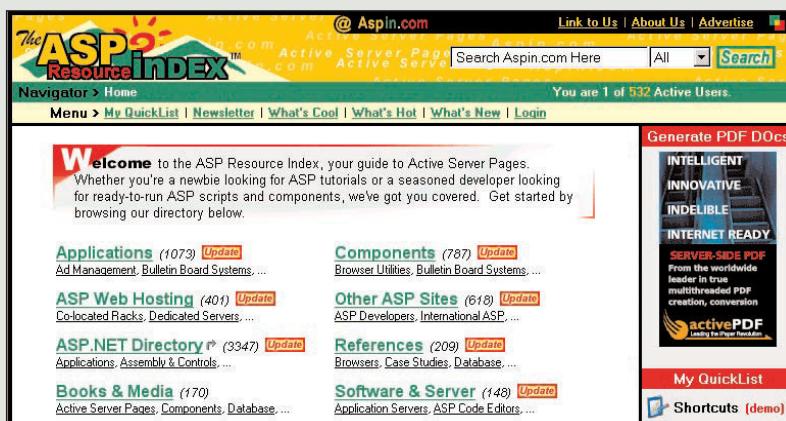 @ Aspin.com
Link to Us | About Us | Advertise
The ASP Resource inDEX ™
Search Aspin.com Here
All
Search
Navigator > Home
You are 1 of 532 Active Users.
Menu > My QuickList | Newsletter | What's Cool | What's Hot | What's New | Login
Welcome to the ASP Resource Index, your guide to Active Server Pages.
Whether you're a newbie looking for ASP tutorials or a seasoned developer looking
for ready-to-run ASP scripts and components, we've got you covered. Get started by
browsing our directory below.
Applications (1073) Update
Ad Management, Bulletin Board Systems, ...
Components (787) Update
Browser Utilities, Bulletin Board Systems, ...
ASP Web Hosting (401) Update
Co-located Racks, Dedicated Servers, ...
Other ASP Sites (618) Update
ASP Developers, International ASP, ...
ASP.NET Directory (3347) Update
Applications, Assembly & Controls, ...
References (209) Update
Browsers, Case Studies, Database, ...
Books & Media (170)
Active Server Pages, Components, Database, ...
Software & Server (148) Update
Application Servers, ASP Code Editors, ...
Generate PDF DOcs
INTELLIGENT
INNOVATIVE
INDELIBLE
INTERNET READY
SERVER-SIDE PDF
From the worldwide
leader in true
multithreaded PDF
creation, conversion
activePDF
Leading the iPaper Revolution
My QuickList
Shortcuts (demo)